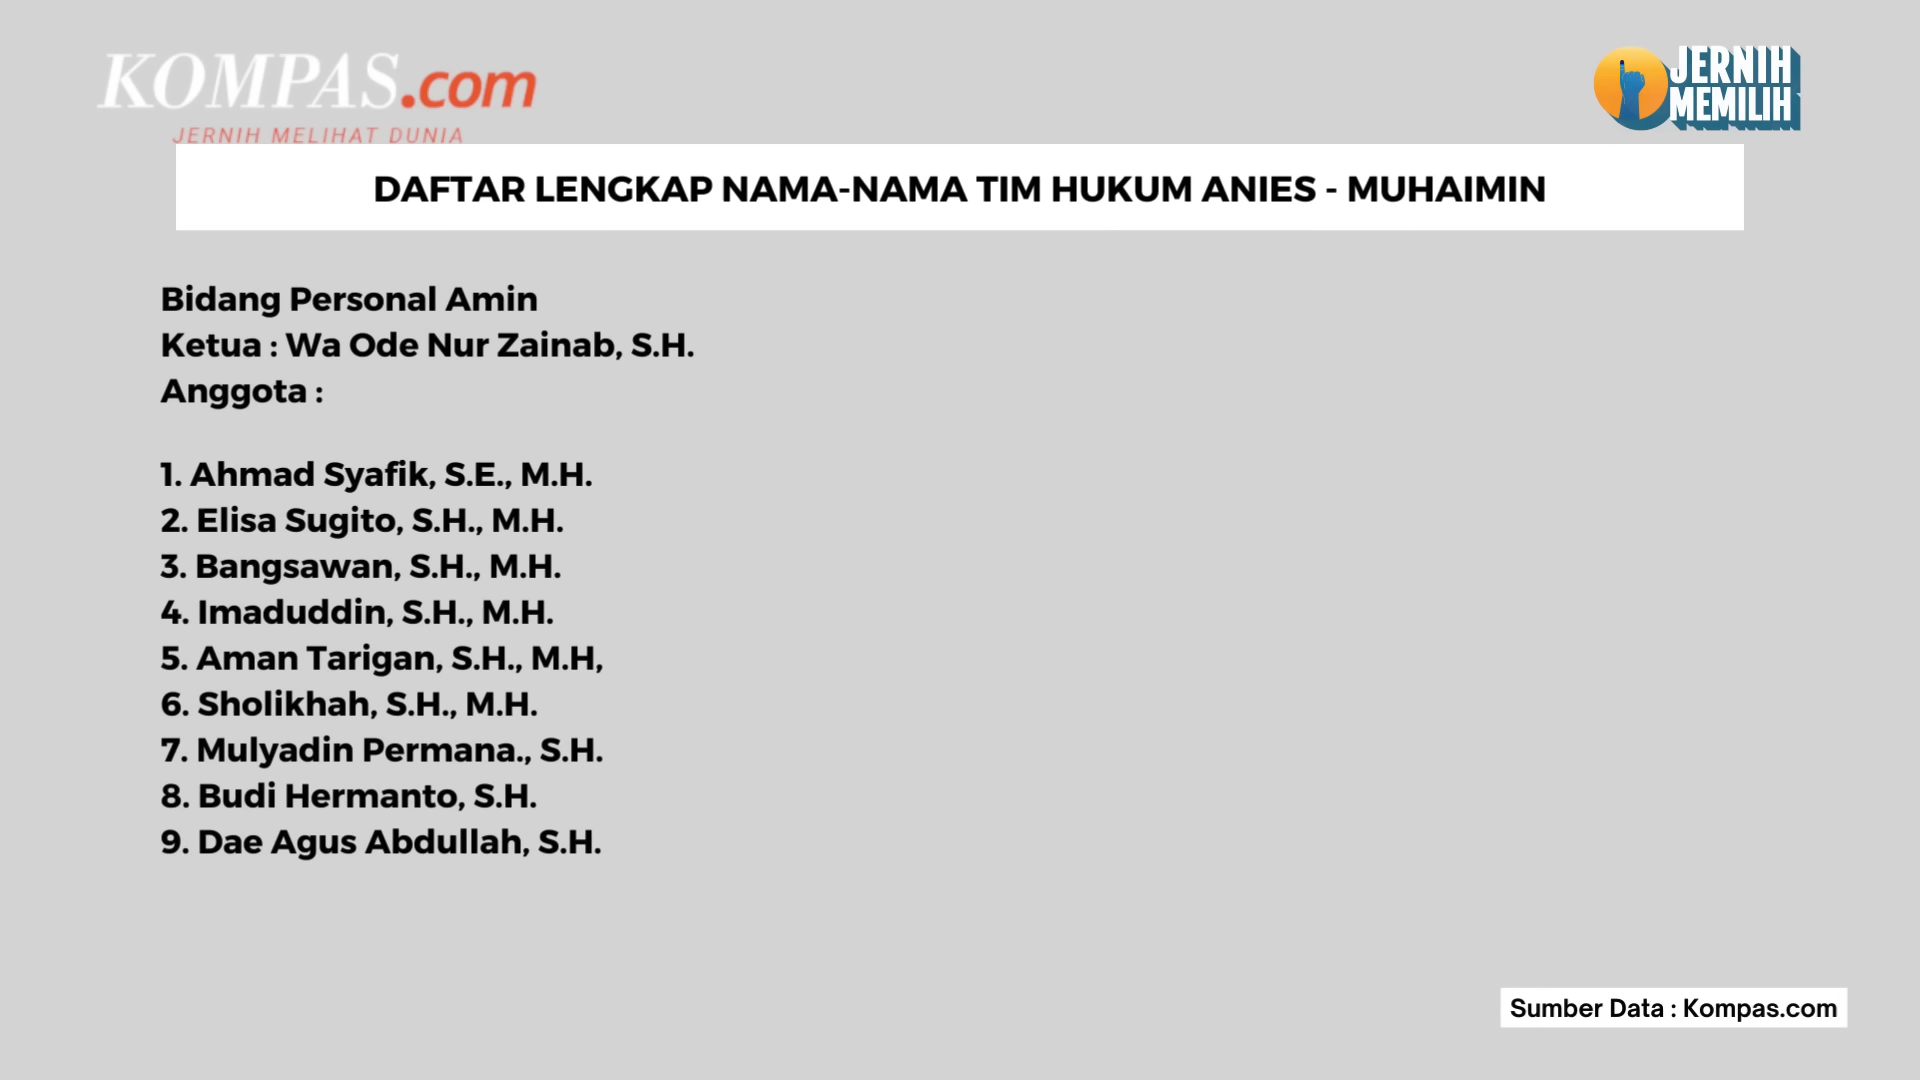 KOMPAS.com
JERNIH MELIHAT DUNIA
JERNIH
MEMILIH
DAFTAR LENGKAP NAMA-NAMA TIM HUKUM ANIES - MUHAIMIN
Bidang Personal Amin
Ketua : Wa Ode Nur Zainab, S.H.
Anggota :
1. Ahmad Syafik, S.E., M.H.
2. Elisa Sugito, S.H., M.H.
3. Bangsawan, S.H., M.H.
4. Imaduddin, S.H., M.H.
5. Aman Tarigan, S.H., M.H,
6. Sholikhah, S.H., M.H.
7. Mulyadin Permana., S.H.
8. Budi Hermanto, S.H.
9. Dae Agus Abdullah, S.H.
Sumber Data : Kompas.com